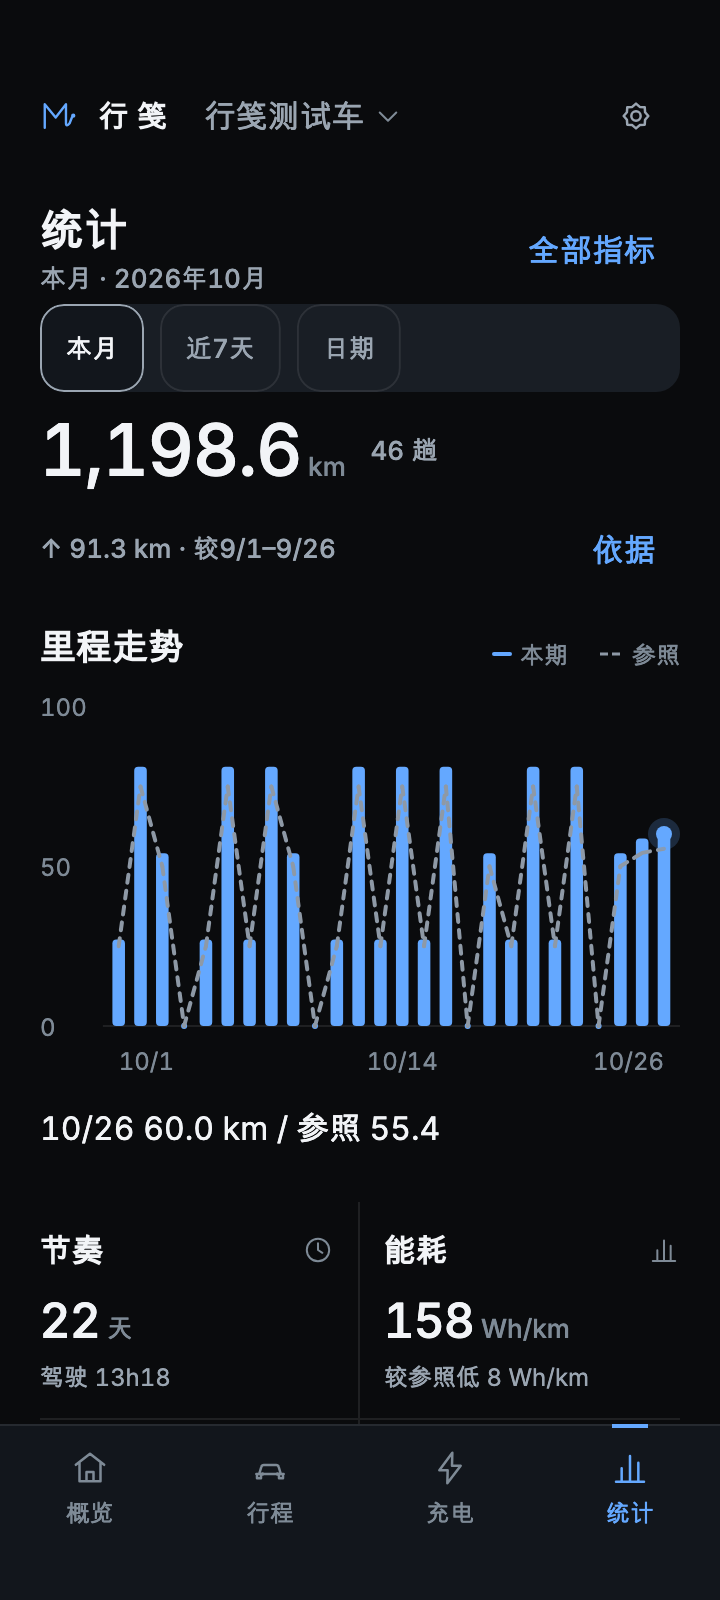 行笺 行笺测试车
统计
全部指标
本月 · 2026年10月
本月 近7天 日期
1,198.6 km 46 趟
↑ 91.3 km · 较9/1–9/26 依据
里程走势 本期 参照
100
50
0
10/1 10/14 10/26
10/26 60.0 km / 参照 55.4
节奏
22 天
驾驶 13h18
能耗
158 Wh/km
较参照低 8 Wh/km
概览 行程 充电 统计